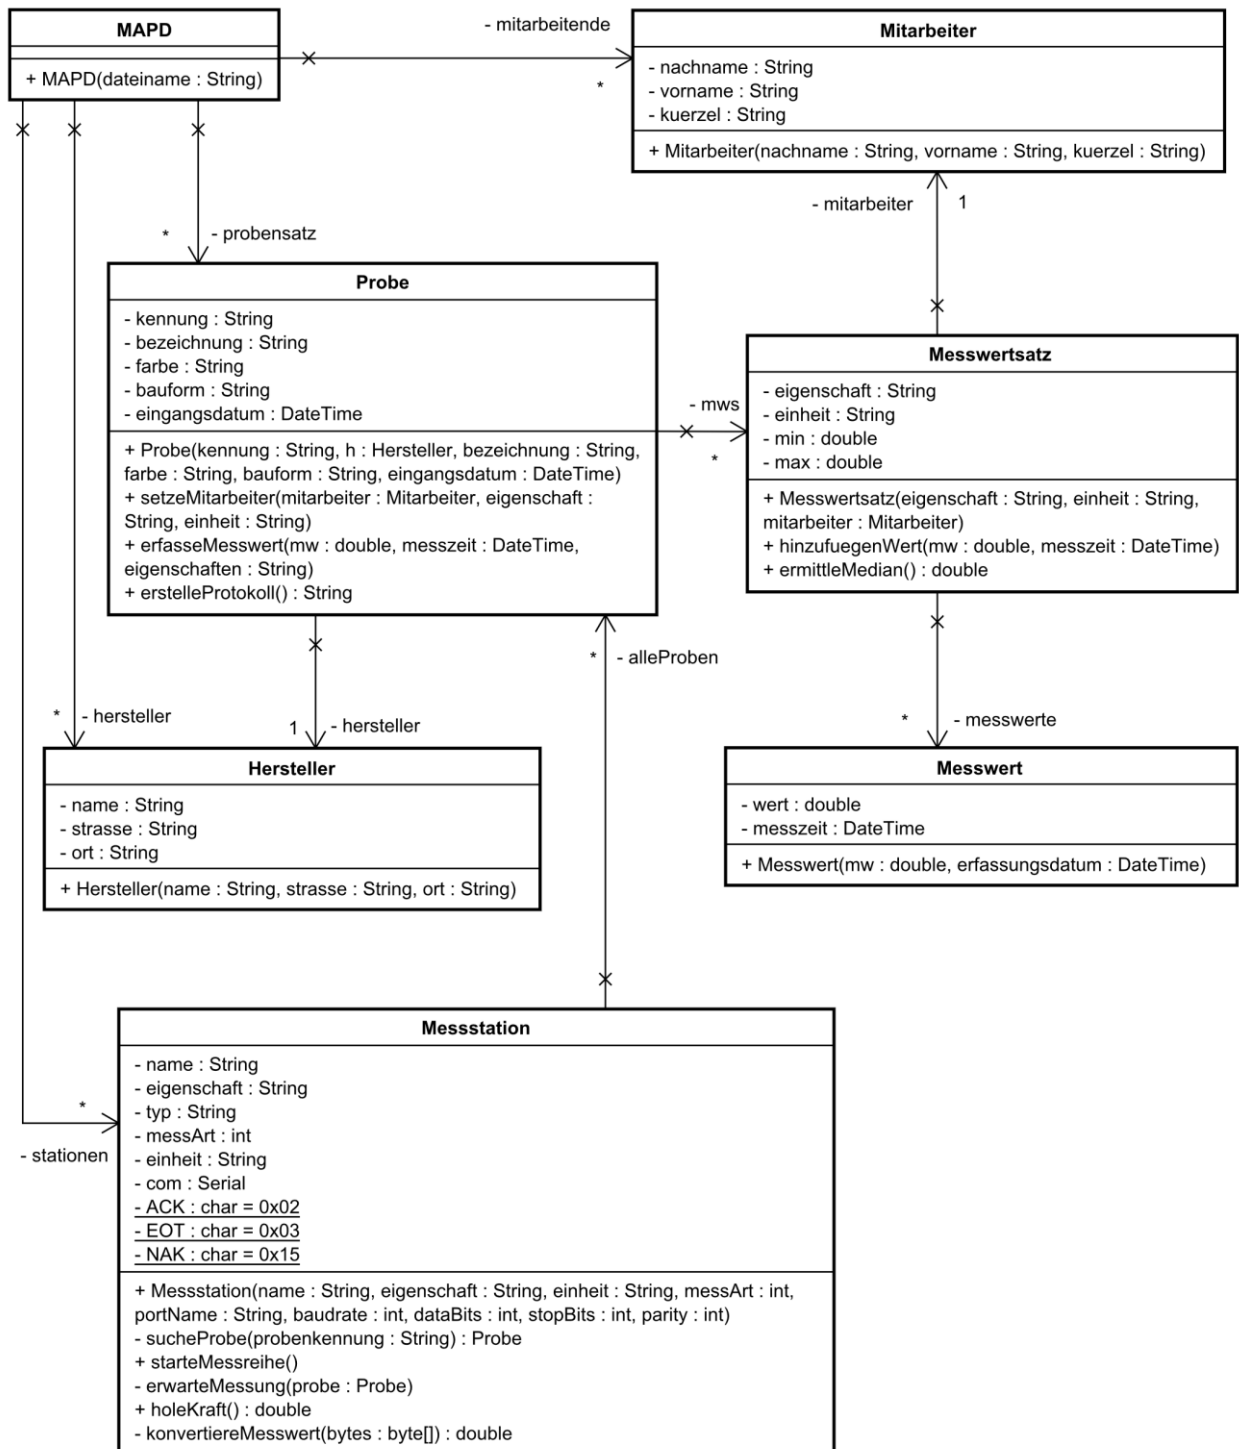 MAPD
+ MAPD(dateiname : String)
- mitarbeitende
*
Mitarbeiter
- nachname : String
- vorname : String
- kuerzel : String
+ Mitarbeiter(nachname : String, vorname : String, kuerzel : String)
- mitarbeiter
1
*
- probensatz
Probe
- kennung : String
- bezeichnung : String
- farbe : String
- bauform : String
- eingangsdatum : DateTime
+ Probe(kennung : String, h : Hersteller, bezeichnung : String,
farbe : String, bauform : String, eingangsdatum : DateTime)
+ setzeMitarbeiter(mitarbeiter : Mitarbeiter, eigenschaft :
String, einheit : String)
+ erfasseMesswert(mw : double, messzeit : DateTime,
eigenschaften : String)
+ erstelleProtokoll() : String
- mws
*
Messwertsatz
- eigenschaft : String
- einheit : String
- min : double
- max : double
+ Messwertsatz(eigenschaft : String, einheit : String,
mitarbeiter : Mitarbeiter)
+ hinzufuegenWert(mw : double, messzeit : DateTime)
+ ermittleMedian() : double
* - alleProben
* - hersteller
1 - hersteller
* - messwerte
Hersteller
- name : String
- strasse : String
- ort : String
+ Hersteller(name : String, strasse : String, ort : String)
Messwert
- wert : double
- messzeit : DateTime
+ Messwert(mw : double, erfassungsdatum : DateTime)
*
- stationen
Messstation
- name : String
- eigenschaft : String
- typ : String
- messArt : int
- einheit : String
- com : Serial
- ACK : char = 0x02
- EOT : char = 0x03
- NAK : char = 0x15
+ Messstation(name : String, eigenschaft : String, einheit : String, messArt : int,
portName : String, baudrate : int, dataBits : int, stopBits : int, parity : int)
- sucheProbe(probenkennung : String) : Probe
+ starteMessreihe()
- erwarteMessung(probe : Probe)
+ holeKraft() : double
- konvertiereMesswert(bytes : byte[]) : double